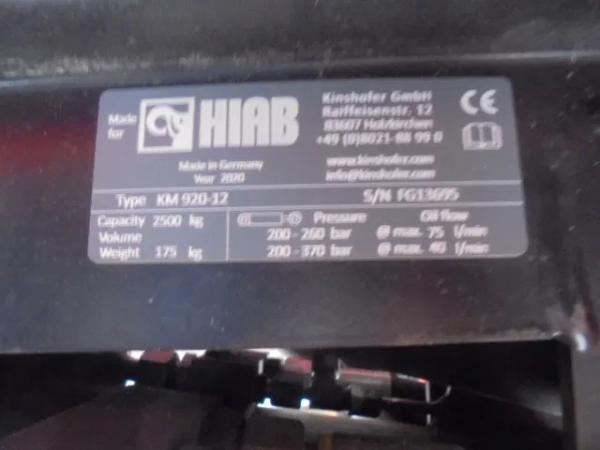 Made for HIAB
Kinshofer GmbH
Raiffeisenstr. 12
83607 Holzkirchen
+49 (0)8021-88 99 0
www.kinshofer.com
info@kinshofer.com
CE
Made in Germany
Year 2020
Type KM 920-12 S/N FG13695
Capacity 2500 kg
Volume
Weight 175 kg
Pressure Oil flow
200-260 bar @ max. 75 l/min
200-370 bar @ max. 40 l/min